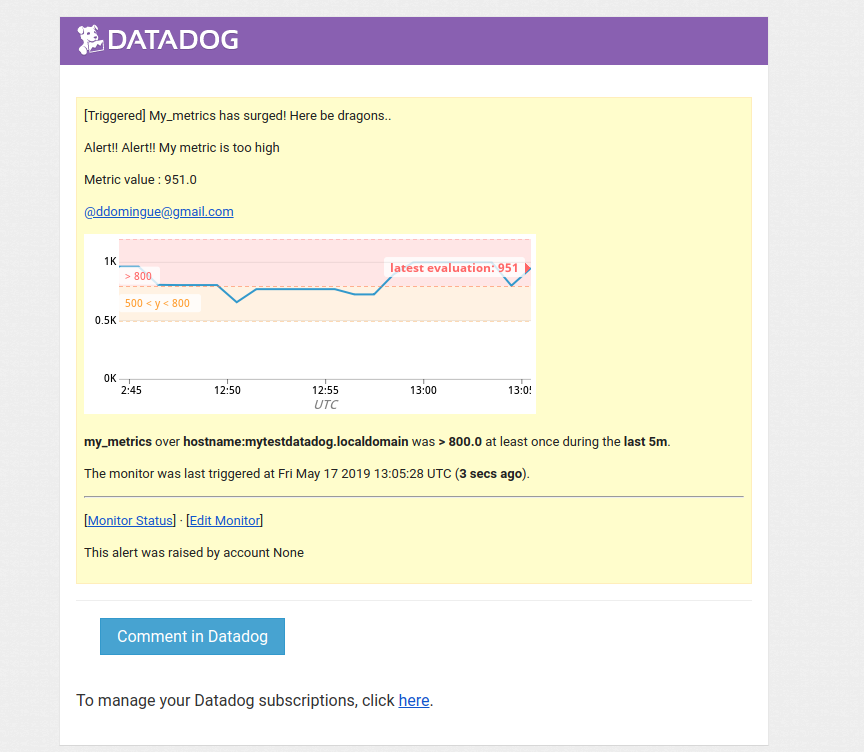 DATADOG
[Triggered] My_metrics has surged! Here be dragons..
Alert!! Alert!! My metric is too high
Metric value : 951.0
@ddomingue@gmail.com
1K
> 800
latest evaluation: 951
500 < y < 800
0.5K
0K
2:45 12:50 12:55 13:00 13:0
UTC
my_metrics over hostname:mytestdatadog.localdomain was > 800.0 at least once during the last 5m.
The monitor was last triggered at Fri May 17 2019 13:05:28 UTC (3 secs ago).
[Monitor Status] · [Edit Monitor]
This alert was raised by account None
Comment in Datadog
To manage your Datadog subscriptions, click here.